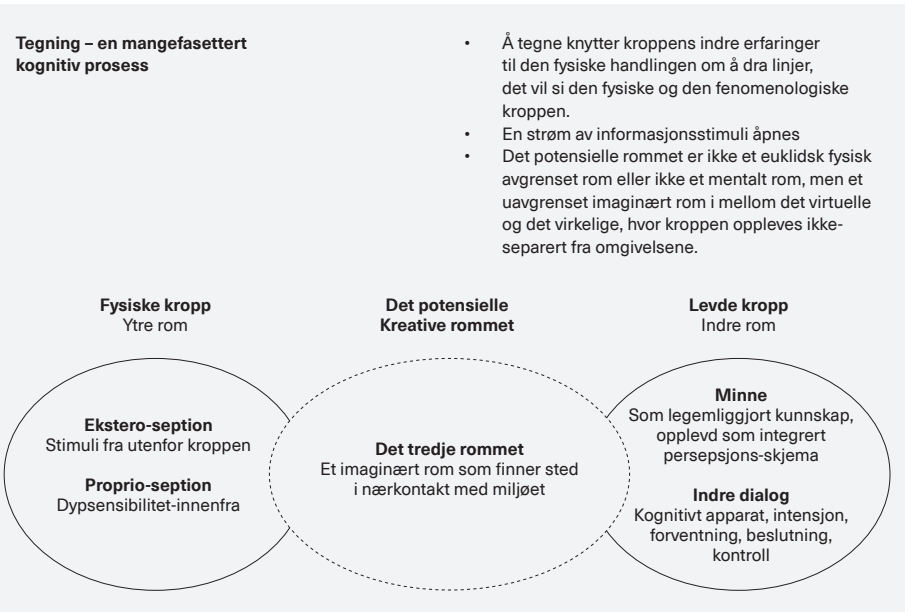 Tegning – en mangefasettert
kognitiv prosess
• Å tegne knytter kroppens indre erfaringer
til den fysiske handlingen om å dra linjer,
det vil si den fysiske og den fenomenologiske
kroppen.
• En strøm av informasjonsstimuli åpnes
• Det potensielle rommet er ikke et euklidsk fysisk
avgrenset rom eller ikke et mentalt rom, men et
uavgrenset imaginært rom i mellom det virtuelle
og det virkelige, hvor kroppen oppleves ikke-
separert fra omgivelsene.
Fysiske kropp
Ytre rom
Ekstero-seption
Stimuli fra utenfor kroppen
Proprio-seption
Dypsensibilitet-innenfra
Det potensielle
Kreative rommet
Det tredje rommet
Et imaginært rom som finner sted
i nærkontakt med miljøet
Levde kropp
Indre rom
Minne
Som legemliggjort kunnskap,
opplevd som integrert
persepsjons-skjema
Indre dialog
Kognitivt apparat, intensjon,
forventning, beslutning,
kontroll